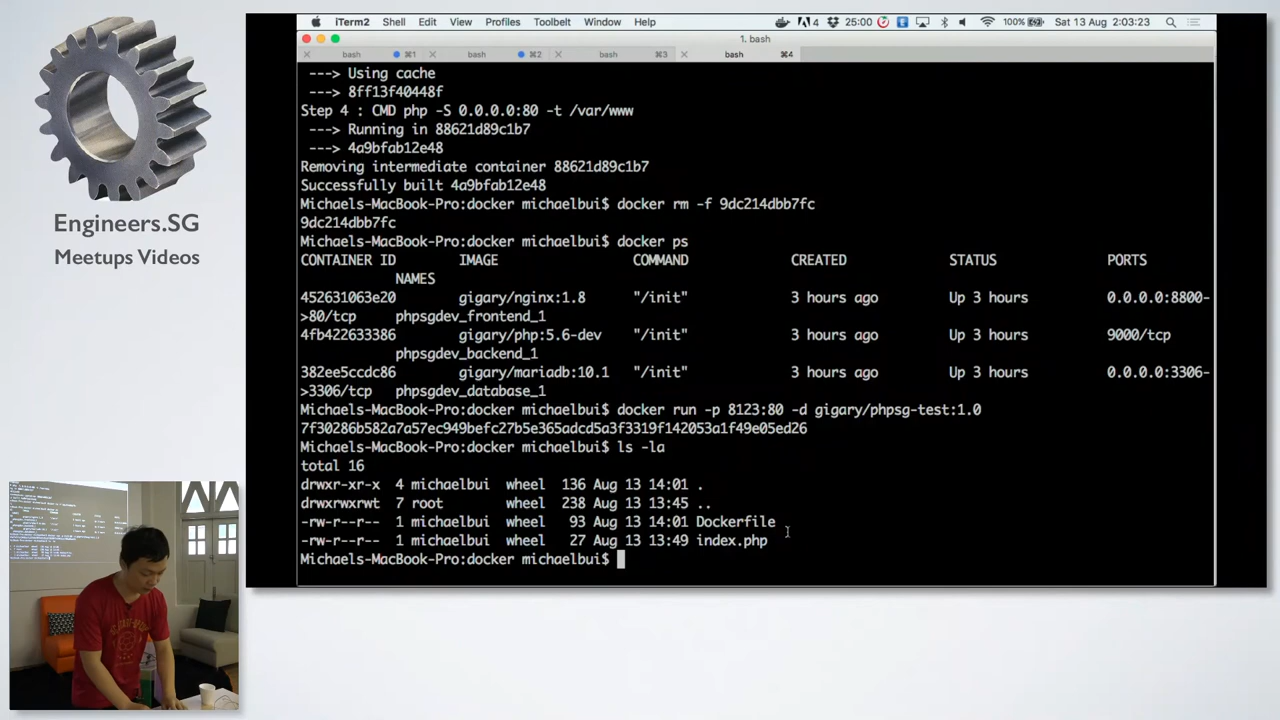 iTerm2 Shell Edit View Profiles Toolbelt Window Help 4 25:00 100% Sat 13 Aug 2:03:23
1. bash
bash ⌘1 bash ⌘2 bash ⌘3 bash ⌘4
---> Using cache
---> 8ff13f40448f
Step 4 : CMD php -S 0.0.0.0:80 -t /var/www
---> Running in 88621d89c1b7
---> 4a9bfab12e48
Removing intermediate container 88621d89c1b7
Successfully built 4a9bfab12e48
Michaels-MacBook-Pro:docker michaelbui$ docker rm -f 9dc214dbb7fc
9dc214dbb7fc
Michaels-MacBook-Pro:docker michaelbui$ docker ps
CONTAINER ID IMAGE COMMAND CREATED STATUS PORTS
NAMES
452631063e20 gigary/nginx:1.8 "/init" 3 hours ago Up 3 hours 0.0.0.0:8800-
>80/tcp phpsgdev_frontend_1
4fb422633386 gigary/php:5.6-dev "/init" 3 hours ago Up 3 hours 9000/tcp
phpsgdev_backend_1
382ee5ccdc86 gigary/mariadb:10.1 "/init" 3 hours ago Up 3 hours 0.0.0.0:3306-
>3306/tcp phpsgdev_database_1
Michaels-MacBook-Pro:docker michaelbui$ docker run -p 8123:80 -d gigary/phpsg-test:1.0
7f30286b582a7a57ec949befc27b5e365adcd5a3f3319f142053a1f49e05ed26
Michaels-MacBook-Pro:docker michaelbui$ ls -la
total 16
drwxr-xr-x 4 michaelbui wheel 136 Aug 13 14:01 .
drwxrwxrwt 7 root wheel 238 Aug 13 13:45 ..
-rw-r--r-- 1 michaelbui wheel 93 Aug 13 14:01 Dockerfile
-rw-r--r-- 1 michaelbui wheel 27 Aug 13 13:49 index.php
Michaels-MacBook-Pro:docker michaelbui$
Engineers.SG
Meetups Videos